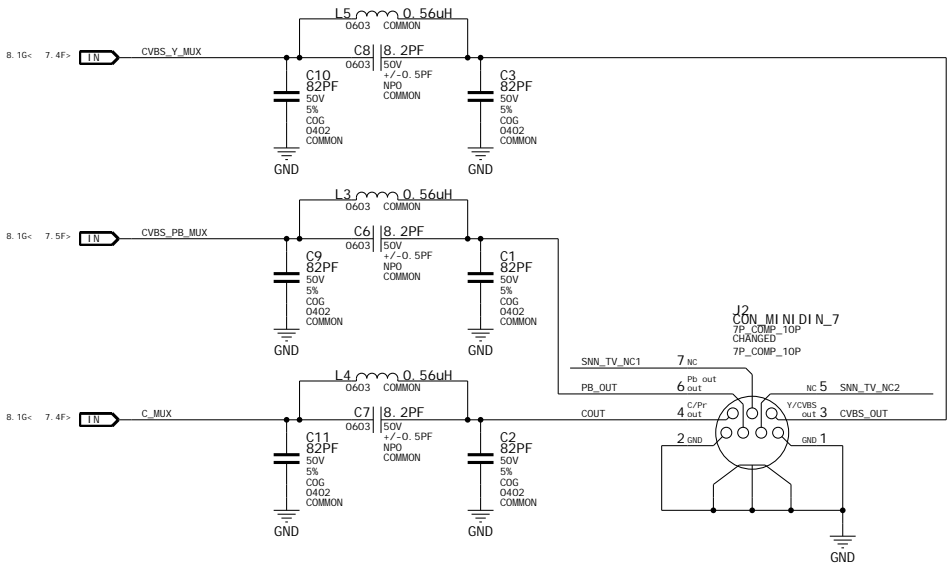 L5 0.56uH
0603 COMMON
8.1G< 7.4F> IN CVBS_Y_MUX
C8 8.2PF
0603 50V
+/-0.5PF
NPO
COMMON
C10
82PF
50V
5%
COG
0402
COMMON
GND
C3
82PF
50V
5%
COG
0402
COMMON
GND
L3 0.56uH
0603 COMMON
8.1G< 7.5F> IN CVBS_PB_MUX
C6 8.2PF
0603 50V
+/-0.5PF
NPO
COMMON
C9
82PF
50V
5%
COG
0402
COMMON
GND
C1
82PF
50V
5%
COG
0402
COMMON
GND
L4 0.56uH
0603 COMMON
8.1G< 7.4F> IN C_MUX
C7 8.2PF
0603 50V
+/-0.5PF
NPO
COMMON
C11
82PF
50V
5%
COG
0402
COMMON
GND
C2
82PF
50V
5%
COG
0402
COMMON
GND
J2
CON_MINIDIN_7
7P_COMP_10P
CHANGED
7P_COMP_10P
SNN_TV_NC1 7 NC
PB_OUT 6 Pb out
out
NC 5 SNN_TV_NC2
COUT 4 C/Pr
out
Y/CVBS
out 3 CVBS_OUT
2 GND
GND 1
GND